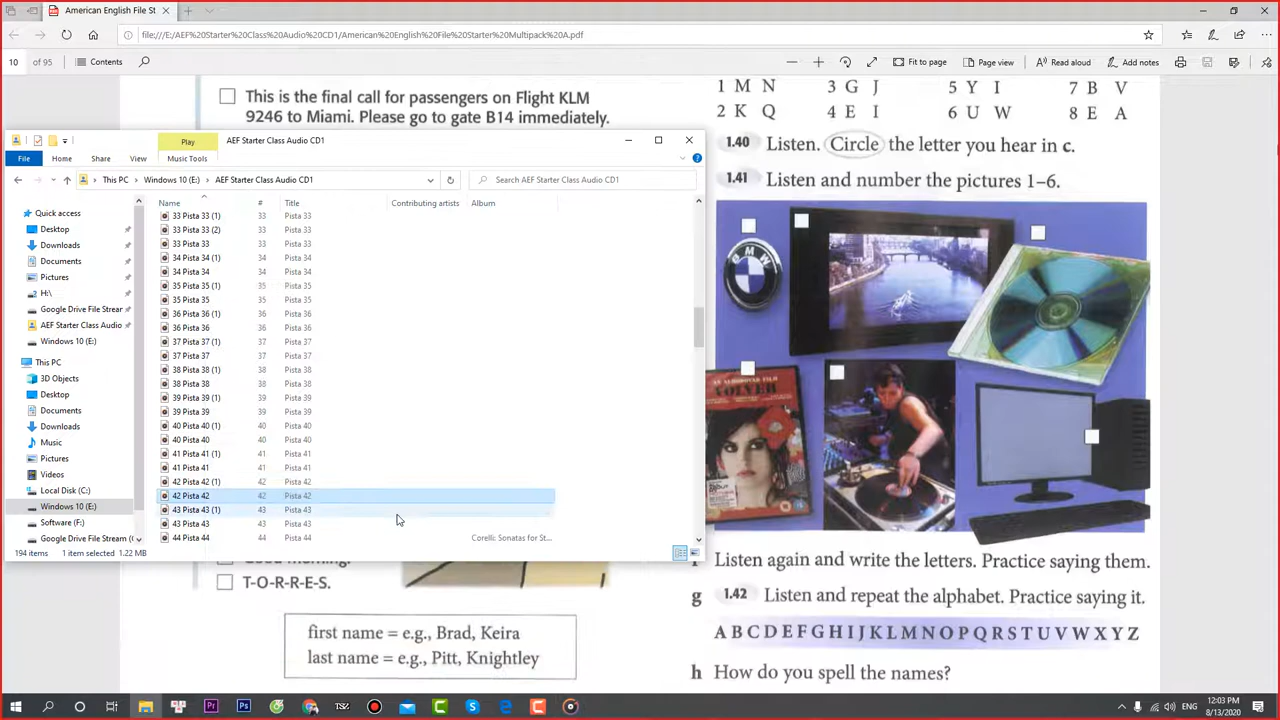 American English File St
file:///E:/AEF%20Starter%20Class%20Audio%20CD1/American%20English%20File%20Starter%20Multipack%20A.pdf
10 of 95
Contents
Fit to page
Page view
Read aloud
Add notes
This is the final call for passengers on Flight KLM
9246 to Miami. Please go to gate B14 immediately.
1 M N 3 G J 5 Y I 7 B V
2 K Q 4 E I 6 U W 8 E A
1.40 Listen. Circle the letter you hear in c.
1.41 Listen and number the pictures 1–6.
BMW
VOLVER
Play
AEF Starter Class Audio CD1
File Home Share View Music Tools
This PC Windows 10 (E:) AEF Starter Class Audio CD1
Search AEF Starter Class Audio CD1
Name # Title Contributing artists Album
Quick access
Desktop
Downloads
Documents
Pictures
H:\
Google Drive File Strear
AEF Starter Class Audio
Windows 10 (E:)
This PC
3D Objects
Desktop
Documents
Downloads
Music
Pictures
Videos
Local Disk (C:)
Windows 10 (E:)
Software (F:)
Google Drive File Stream (
33 Pista 33 (1) 33 Pista 33
33 Pista 33 (2) 33 Pista 33
33 Pista 33 33 Pista 33
34 Pista 34 (1) 34 Pista 34
34 Pista 34 34 Pista 34
35 Pista 35 (1) 35 Pista 35
35 Pista 35 35 Pista 35
36 Pista 36 (1) 36 Pista 36
36 Pista 36 36 Pista 36
37 Pista 37 (1) 37 Pista 37
37 Pista 37 37 Pista 37
38 Pista 38 (1) 38 Pista 38
38 Pista 38 38 Pista 38
39 Pista 39 (1) 39 Pista 39
39 Pista 39 39 Pista 39
40 Pista 40 (1) 40 Pista 40
40 Pista 40 40 Pista 40
41 Pista 41 (1) 41 Pista 41
41 Pista 41 41 Pista 41
42 Pista 42 (1) 42 Pista 42
42 Pista 42 42 Pista 42
43 Pista 43 (1) 43 Pista 43
43 Pista 43 43 Pista 43
44 Pista 44 44 Pista 44 Corelli: Sonatas for St...
194 items 1 item selected 1.22 MB
T-O-R-R-E-S.
first name = e.g., Brad, Keira
last name = e.g., Pitt, Knightley
Listen again and write the letters. Practice saying them.
g 1.42 Listen and repeat the alphabet. Practice saying it.
A B C D E F G H I J K L M N O P Q R S T U V W X Y Z
h How do you spell the names?
ENG
12:03 PM
8/13/2020